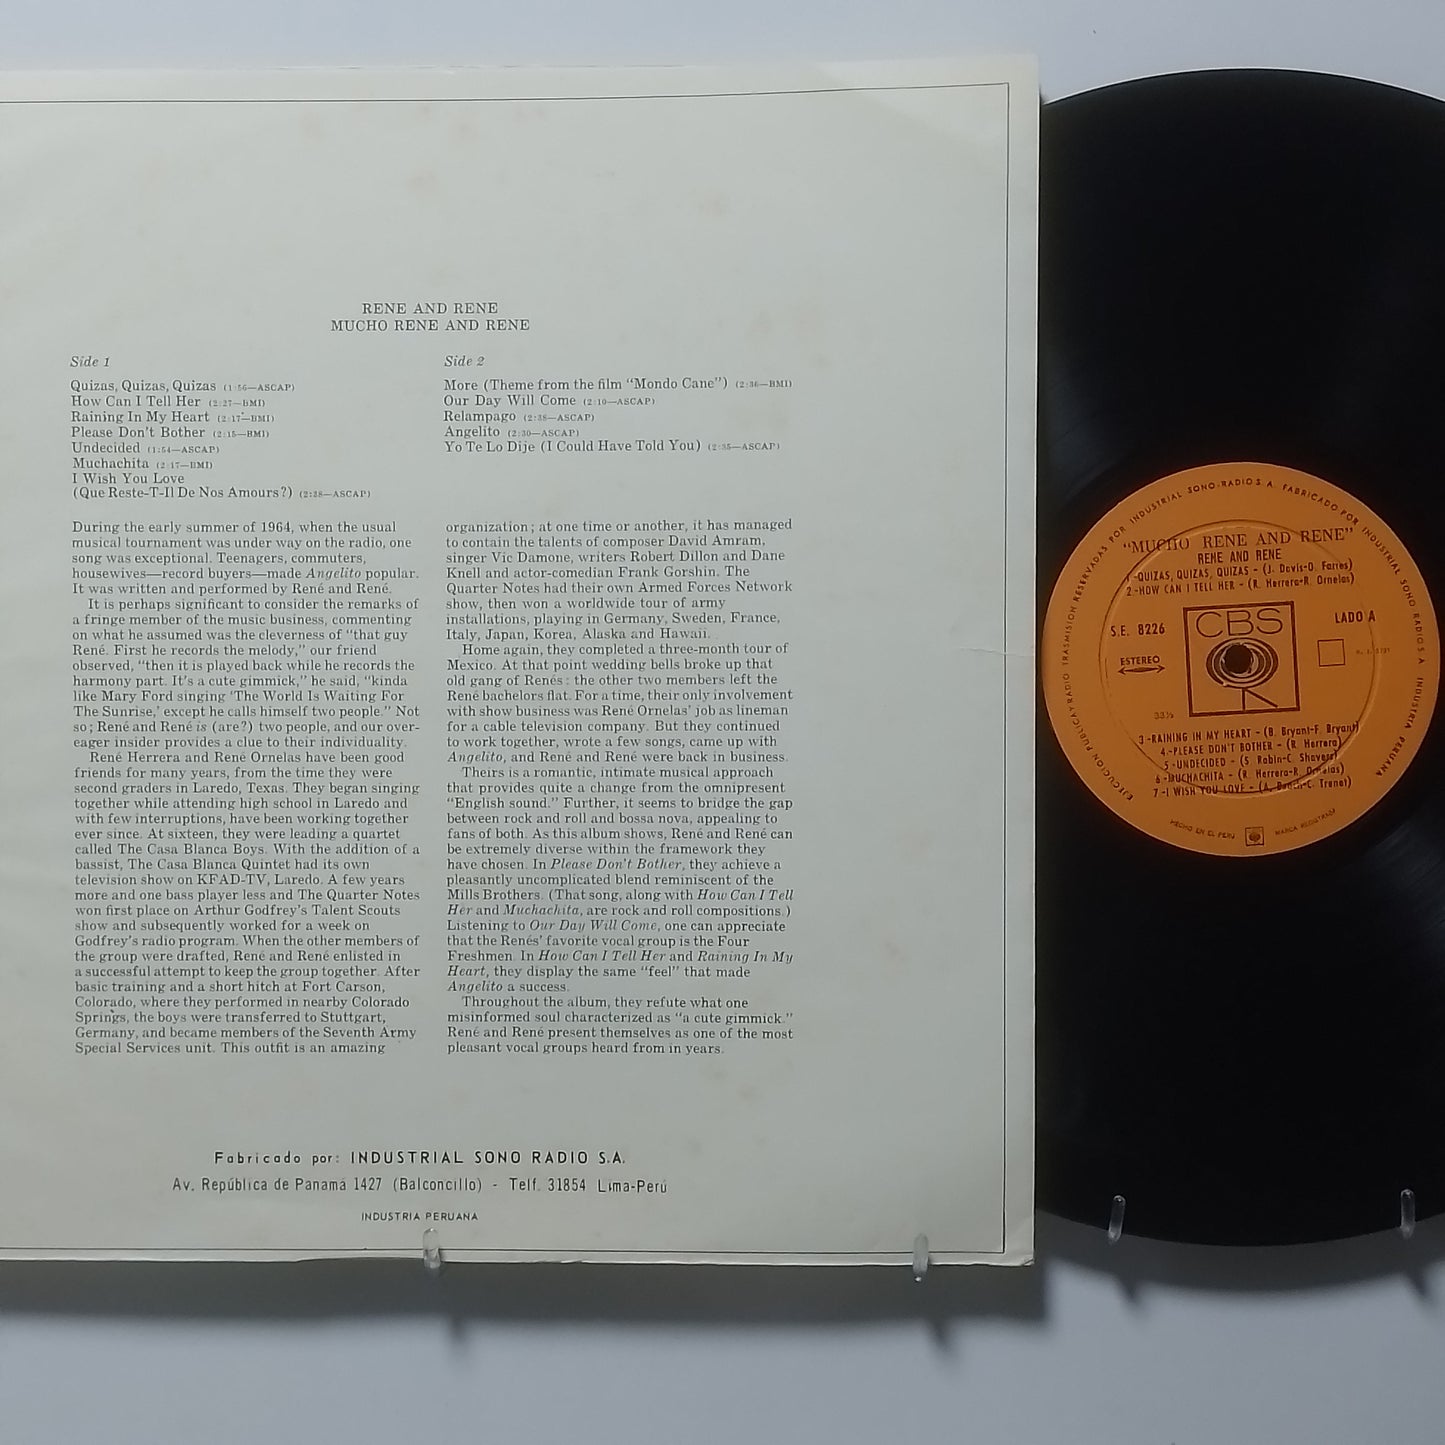 RENE AND RENE
MUCHO RENE AND RENE
Side 1
Quizas, Quizas, Quizas (1:56—ASCAP)
How Can I Tell Her (2:27—BMI)
Raining In My Heart (2:17—BMI)
Please Don't Bother (2:15—BMI)
Undecided (1:54—ASCAP)
Muchachita (2:17—BMI)
I Wish You Love
(Que Reste-T-Il De Nos Amours?) (2:38—ASCAP)
Side 2
More (Theme from the film "Mondo Cane") (2:36—BMI)
Our Day Will Come (2:10—ASCAP)
Relampago (2:38—ASCAP)
Angelito (2:30—ASCAP)
Yo Te Lo Dije (I Could Have Told You) (2:35—ASCAP)
During the early summer of 1964, when the usual
musical tournament was under way on the radio, one
song was exceptional. Teenagers, commuters,
housewives—record buyers—made Angelito popular.
It was written and performed by René and René.
It is perhaps significant to consider the remarks of
a fringe member of the music business, commenting
on what he assumed was the cleverness of "that guy
René. First he records the melody," our friend
observed, "then it is played back while he records the
harmony part. It's a cute gimmick," he said, "kinda
like Mary Ford singing 'The World Is Waiting For
The Sunrise,' except he calls himself two people." Not
so; René and René is (are?) two people, and our over-
eager insider provides a clue to their individuality.
René Herrera and René Ornelas have been good
friends for many years, from the time they were
second graders in Laredo, Texas. They began singing
together while attending high school in Laredo and
with few interruptions, have been working together
ever since. At sixteen, they were leading a quartet
called The Casa Blanca Boys. With the addition of a
bassist, The Casa Blanca Quintet had its own
television show on KFAD-TV, Laredo. A few years
more and one bass player less and The Quarter Notes
won first place on Arthur Godfrey's Talent Scouts
show and subsequently worked for a week on
Godfrey's radio program. When the other members of
the group were drafted, René and René enlisted in
a successful attempt to keep the group together. After
basic training and a short hitch at Fort Carson,
Colorado, where they performed in nearby Colorado
Springs, the boys were transferred to Stuttgart,
Germany, and became members of the Seventh Army
Special Services unit. This outfit is an amazing
organization; at one time or another, it has managed
to contain the talents of composer David Amram,
singer Vic Damone, writers Robert Dillon and Dane
Knell and actor-comedian Frank Gorshin. The
Quarter Notes had their own Armed Forces Network
show, then won a worldwide tour of army
installations, playing in Germany, Sweden, France,
Italy, Japan, Korea, Alaska and Hawaii.
Home again, they completed a three-month tour of
Mexico. At that point wedding bells broke up that
old gang of Renés: the other two members left the
René bachelors flat. For a time, their only involvement
with show business was René Ornelas' job as lineman
for a cable television company. But they continued
to work together, wrote a few songs, came up with
Angelito, and René and René were back in business.
Theirs is a romantic, intimate musical approach
that provides quite a change from the omnipresent
"English sound." Further, it seems to bridge the gap
between rock and roll and bossa nova, appealing to
fans of both. As this album shows, René and René can
be extremely diverse within the framework they
have chosen. In Please Don't Bother, they achieve a
pleasantly uncomplicated blend reminiscent of the
Mills Brothers. (That song, along with How Can I Tell
Her and Muchachita, are rock and roll compositions.)
Listening to Our Day Will Come, one can appreciate
that the Renés' favorite vocal group is the Four
Freshmen. In How Can I Tell Her and Raining In My
Heart, they display the same "feel" that made
Angelito a success.
Throughout the album, they refute what one
misinformed soul characterized as "a cute gimmick."
René and René present themselves as one of the most
pleasant vocal groups heard from in years.
Fabricado por: INDUSTRIAL SONO RADIO S.A.
Av. República de Panamá 1427 (Balconcillo) - Telf. 31854 Lima-Perú
INDUSTRIA PERUANA
EJECUCION PUBLICA Y RADIO TRASMISION RESERVADAS POR INDUSTRIAL SONO-RADIO S.A. FABRICADO POR INDUSTRIAL SONO-RADIO S A INDUSTRIA PERUANA
"MUCHO RENE AND RENE"
RENE AND RENE
1-QUIZAS, QUIZAS, QUIZAS - (J. Davis-O. Farres)
2-HOW CAN I TELL HER - (R. Herrera-R. Ornelas)
S.E. 8226
CBS
LADO A
ESTEREO
33⅓
3-RAINING IN MY HEART - (B. Bryant-F. Bryant)
4-PLEASE DON'T BOTHER - (R. Herrera)
5-UNDECIDED - (S Robin-C Shavers)
6-MUCHACHITA - (R. Herrera-R. Ornelas)
7-I WISH YOU LOVE - (A. Beach-C. Trenet)
HECHO EN EL PERU
MARCA REGISTRADA